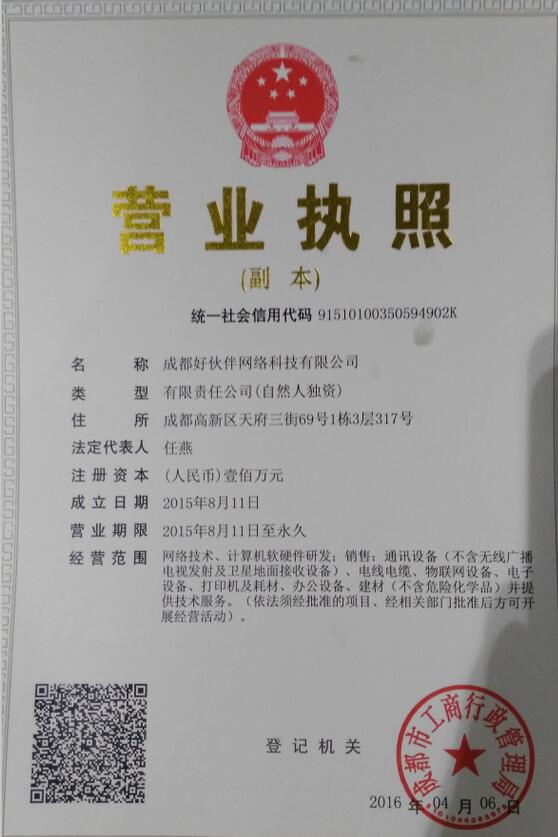 营业执照
(副 本)
统一社会信用代码 91510100350594902K
名 称 成都好伙伴网络科技有限公司
类 型 有限责任公司(自然人独资)
住 所 成都高新区天府三街69号1栋3层317号
法定代表人 任燕
注册资本 (人民币)壹佰万元
成立日期 2015年8月11日
营业期限 2015年8月11日至永久
经营范围 网络技术、计算机软硬件研发；销售：通讯设备（不含无线广播
电视发射及卫星地面接收设备）、电线电缆、物联网设备、电子
设备、打印机及耗材、办公设备、建材（不含危险化学品）并提
供技术服务。（依法须经批准的项目、经相关部门批准后方可开
展经营活动）。
登记机关
成都市工商行政管理局
2016 年 04 月 06 日